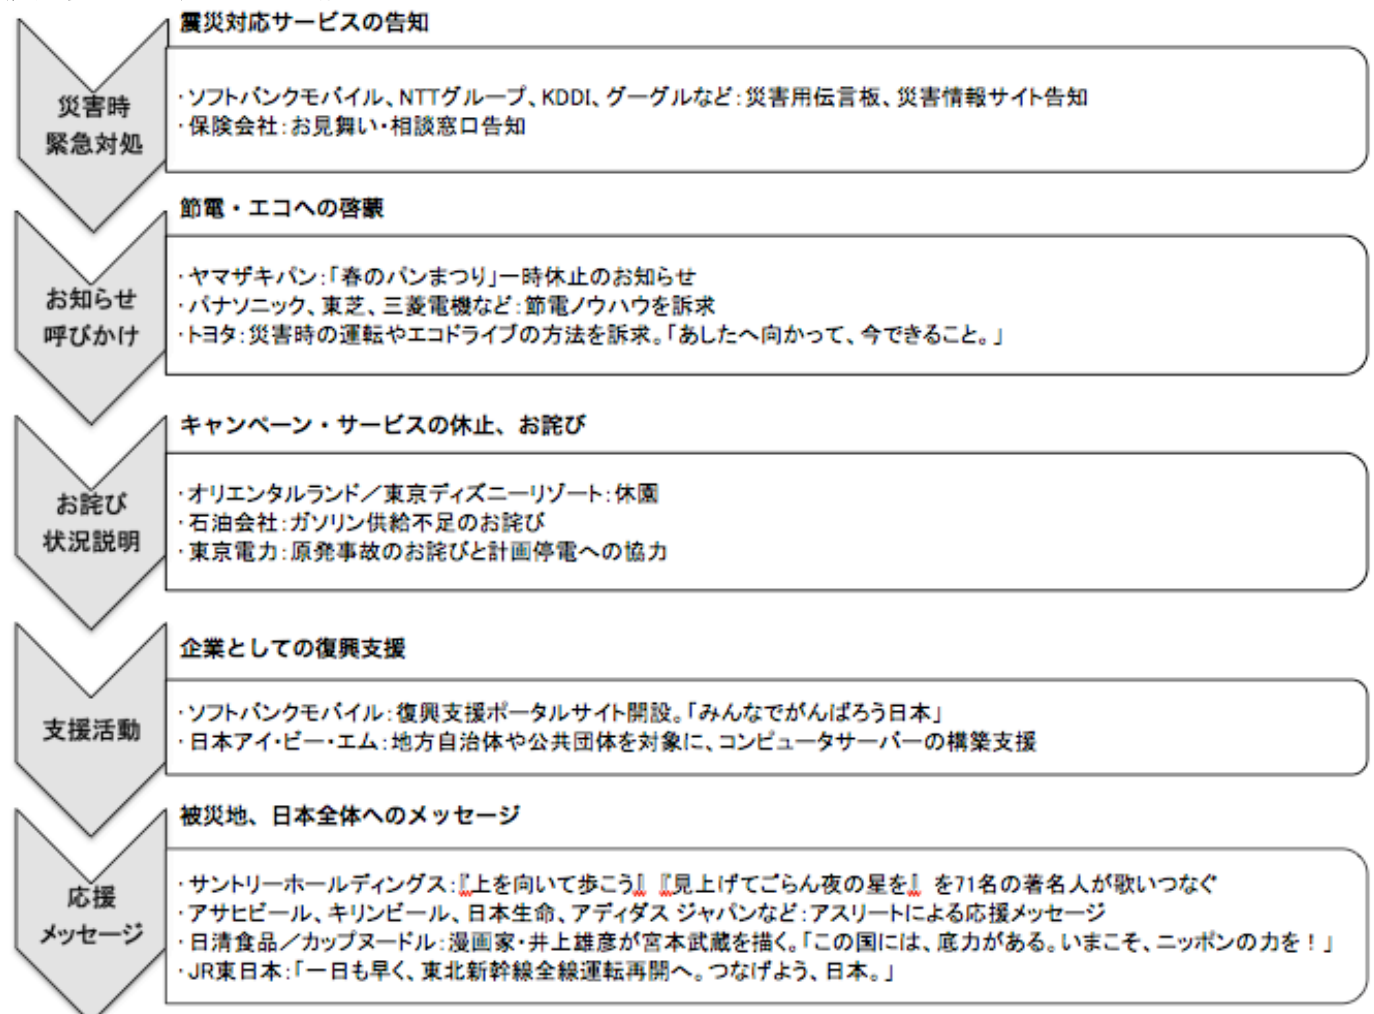 震災対応サービスの告知
災害時
緊急対処
・ソフトバンクモバイル、NTTグループ、KDDI、グーグルなど：災害用伝言板、災害情報サイト告知
・保険会社：お見舞い・相談窓口告知
節電・エコへの啓蒙
お知らせ
呼びかけ
・ヤマザキパン：「春のパンまつり」一時休止のお知らせ
・パナソニック、東芝、三菱電機など：節電ノウハウを訴求
・トヨタ：災害時の運転やエコドライブの方法を訴求。「あしたへ向かって、今できること。」
キャンペーン・サービスの休止、お詫び
お詫び
状況説明
・オリエンタルランド／東京ディズニーリゾート：休園
・石油会社：ガソリン供給不足のお詫び
・東京電力：原発事故のお詫びと計画停電への協力
企業としての復興支援
支援活動
・ソフトバンクモバイル：復興支援ポータルサイト開設。「みんなでがんばろう日本」
・日本アイ・ビー・エム：地方自治体や公共団体を対象に、コンピュータサーバーの構築支援
被災地、日本全体へのメッセージ
応援
メッセージ
・サントリーホールディングス：『上を向いて歩こう』『見上げてごらん夜の星を』を71名の著名人が歌いつなぐ
・アサヒビール、キリンビール、日本生命、アディダス ジャパンなど：アスリートによる応援メッセージ
・日清食品／カップヌードル：漫画家・井上雄彦が宮本武蔵を描く。「この国には、底力がある。いまこそ、ニッポンの力を！」
・JR東日本：「一日も早く、東北新幹線全線運転再開へ。つなげよう、日本。」